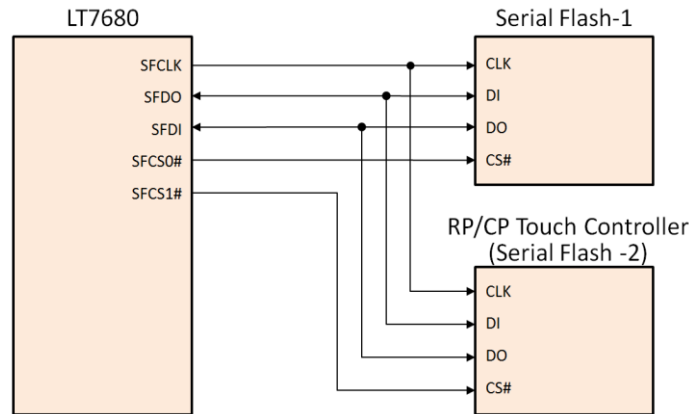 LT7680
SFCLK
SFDO
SFDI
SFCS0#
SFCS1#
Serial Flash-1
CLK
DI
DO
CS#
RP/CP Touch Controller
(Serial Flash -2)
CLK
DI
DO
CS#